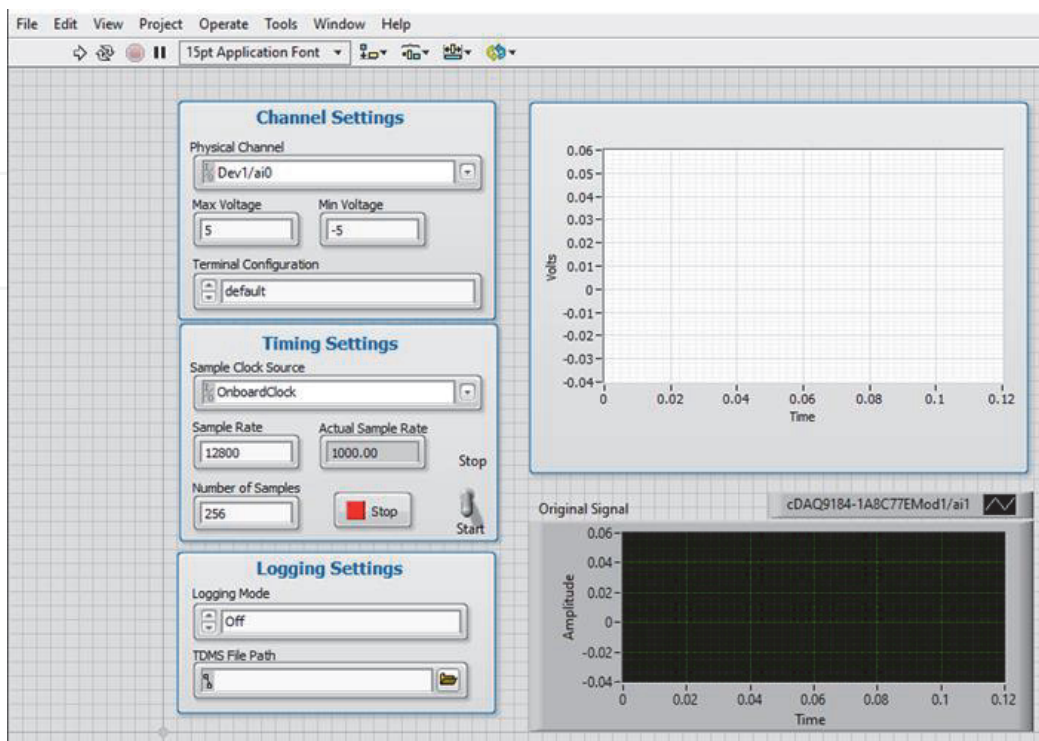 File Edit View Project Operate Tools Window Help
15pt Application Font
Channel Settings
Physical Channel
Dev1/ai0
Max Voltage Min Voltage
5 -5
Terminal Configuration
default
Timing Settings
Sample Clock Source
OnboardClock
Sample Rate Actual Sample Rate
12800 1000.00
Stop
Number of Samples
256 Stop
Start
Logging Settings
Logging Mode
Off
TDMS File Path
0.06
0.05
0.04
0.03
0.02
0.01
0
-0.01
-0.02
-0.03
-0.04
Volts
0 0.02 0.04 0.06 0.08 0.1 0.12
Time
Original Signal cDAQ9184-1A8C77EMod1/ai1
0.06
0.04
0.02
0
-0.02
-0.04
Amplitude
0 0.02 0.04 0.06 0.08 0.1 0.12
Time